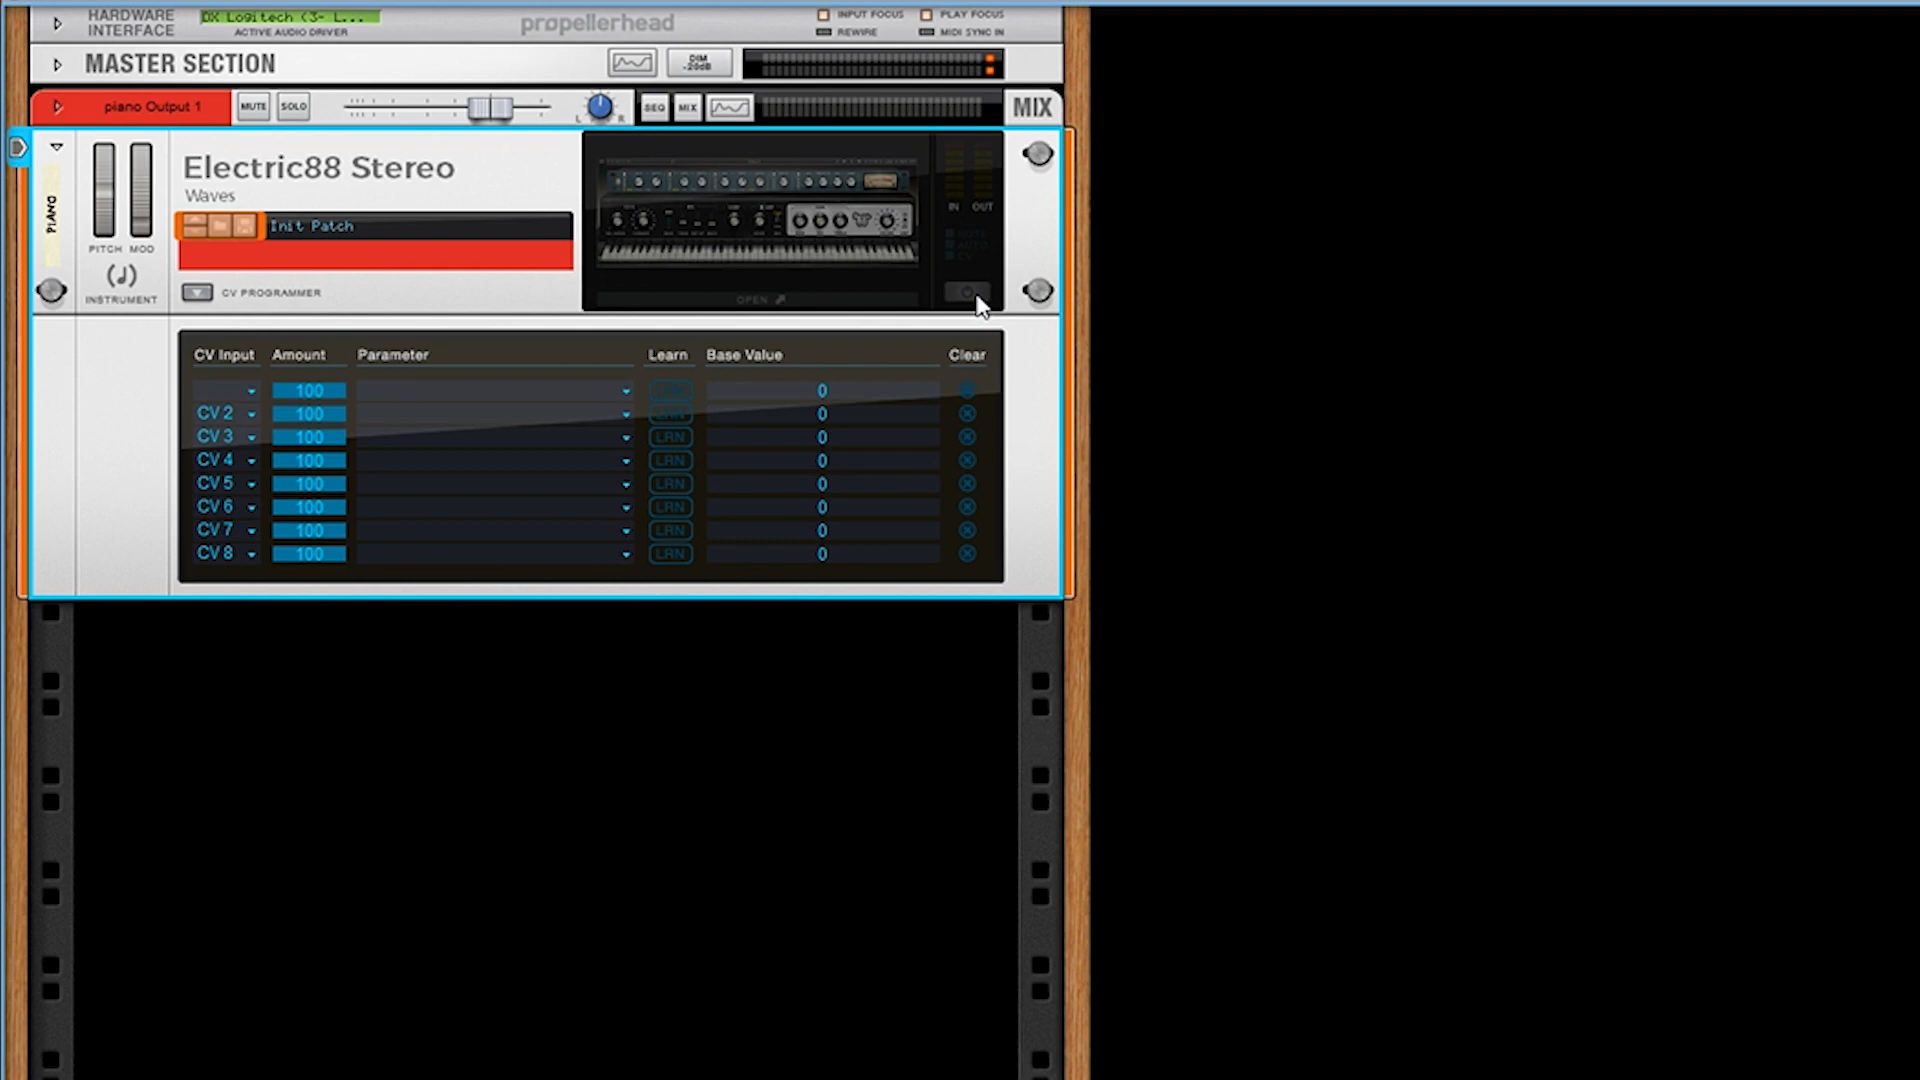 HARDWARE INTERFACE
DX Logitech (3- L...
ACTIVE AUDIO DRIVER
propellerhead
INPUT FOCUS
PLAY FOCUS
REWIRE
MIDI SYNC IN
MASTER SECTION
DIM -20dB
piano Output 1
MUTE
SOLO
L R
SEQ
MIX
MIX
PIANO
Electric88 Stereo
Waves
Init Patch
PITCH MOD
INSTRUMENT
CV PROGRAMMER
OPEN
IN OUT
CV Input Amount Parameter Learn Base Value Clear
100 0
CV 2 100 LRN 0
CV 3 100 LRN 0
CV 4 100 LRN 0
CV 5 100 LRN 0
CV 6 100 LRN 0
CV 7 100 LRN 0
CV 8 100 LRN 0